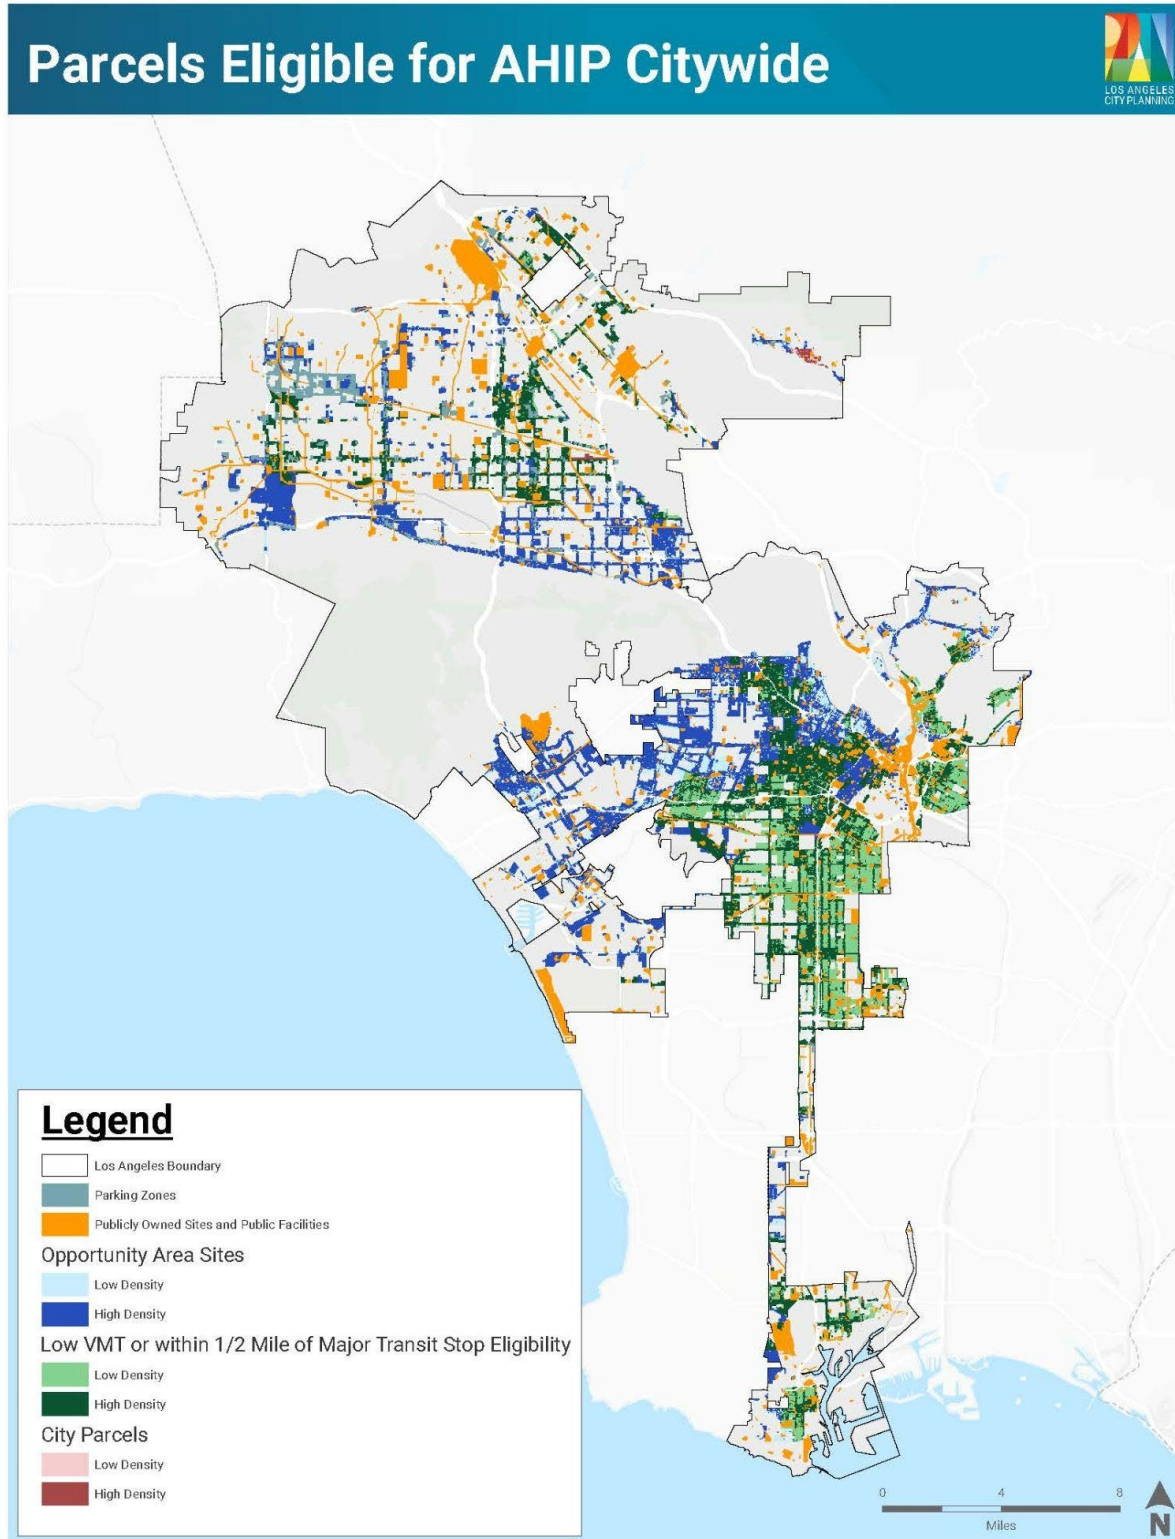 Parcels Eligible for AHIP Citywide
LOS ANGELES
CITY PLANNING
Legend
Los Angeles Boundary
Parking Zones
Publicly Owned Sites and Public Facilities
Opportunity Area Sites
Low Density
High Density
Low VMT or within 1/2 Mile of Major Transit Stop Eligibility
Low Density
High Density
City Parcels
Low Density
High Density
0 4 8
Miles
N